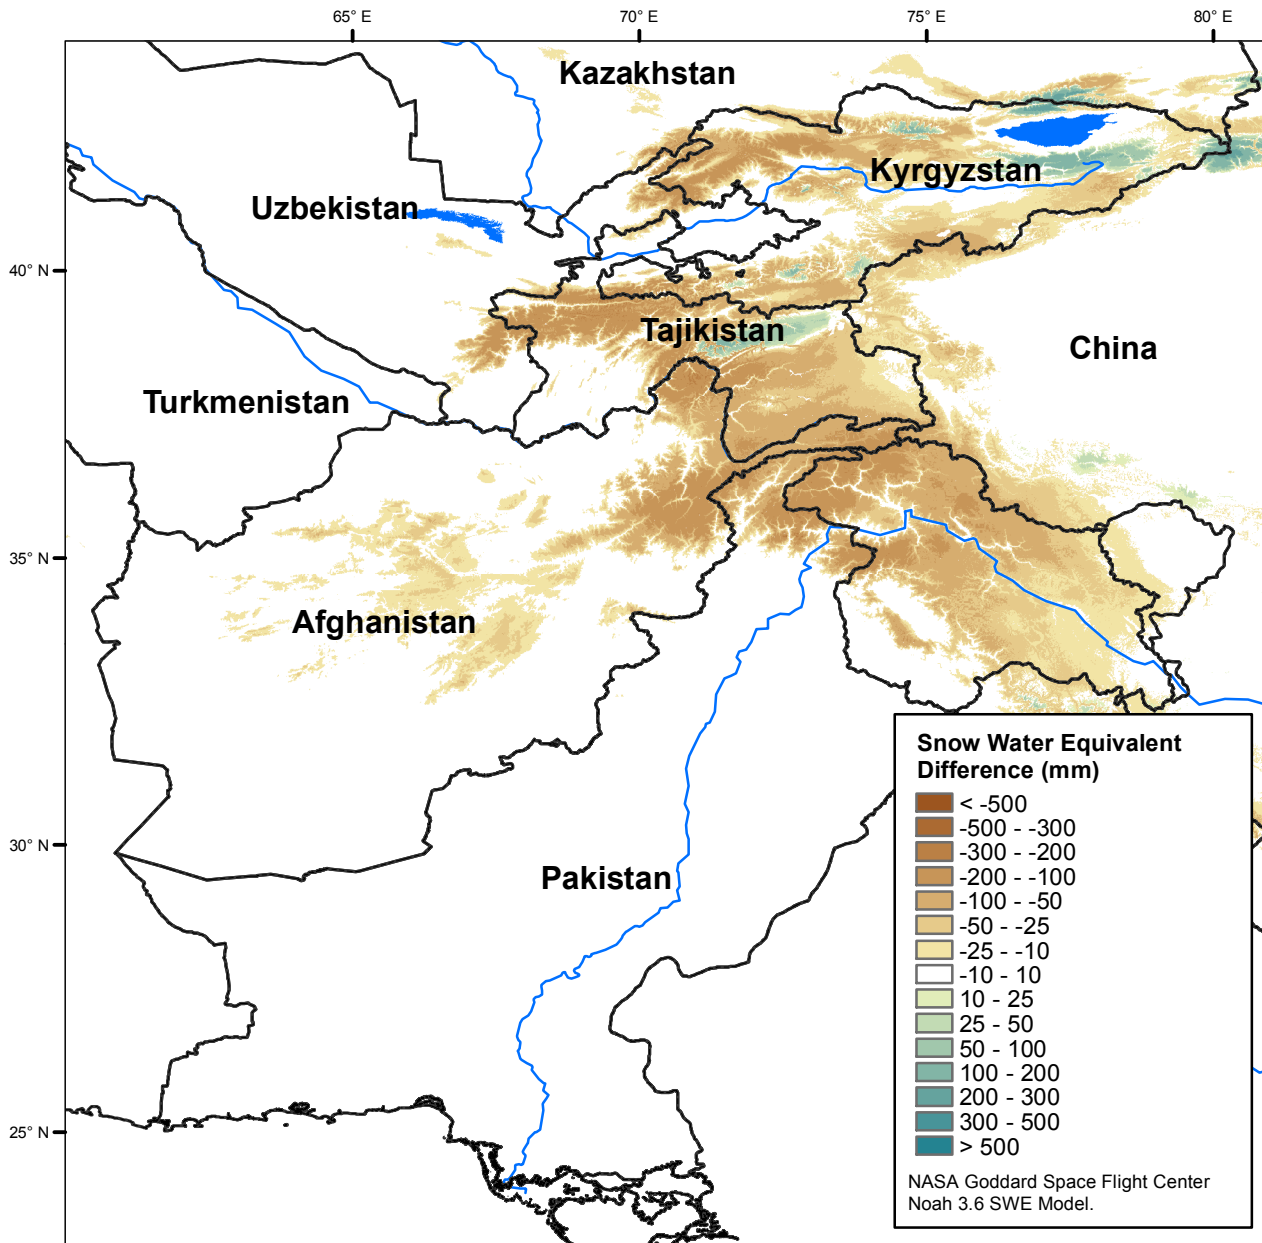 65° E
70° E
75° E
80° E
Kazakhstan
Kyrgyzstan
Uzbekistan
40° N
Tajikistan
China
Turkmenistan
35° N
Afghanistan
Snow Water Equivalent
Difference (mm)
< -500
-500 - -300
-300 - -200
-200 - -100
-100 - -50
-50 - -25
-25 - -10
-10 - 10
10 - 25
25 - 50
50 - 100
100 - 200
200 - 300
300 - 500
> 500
NASA Goddard Space Flight Center
Noah 3.6 SWE Model.
30° N
Pakistan
25° N